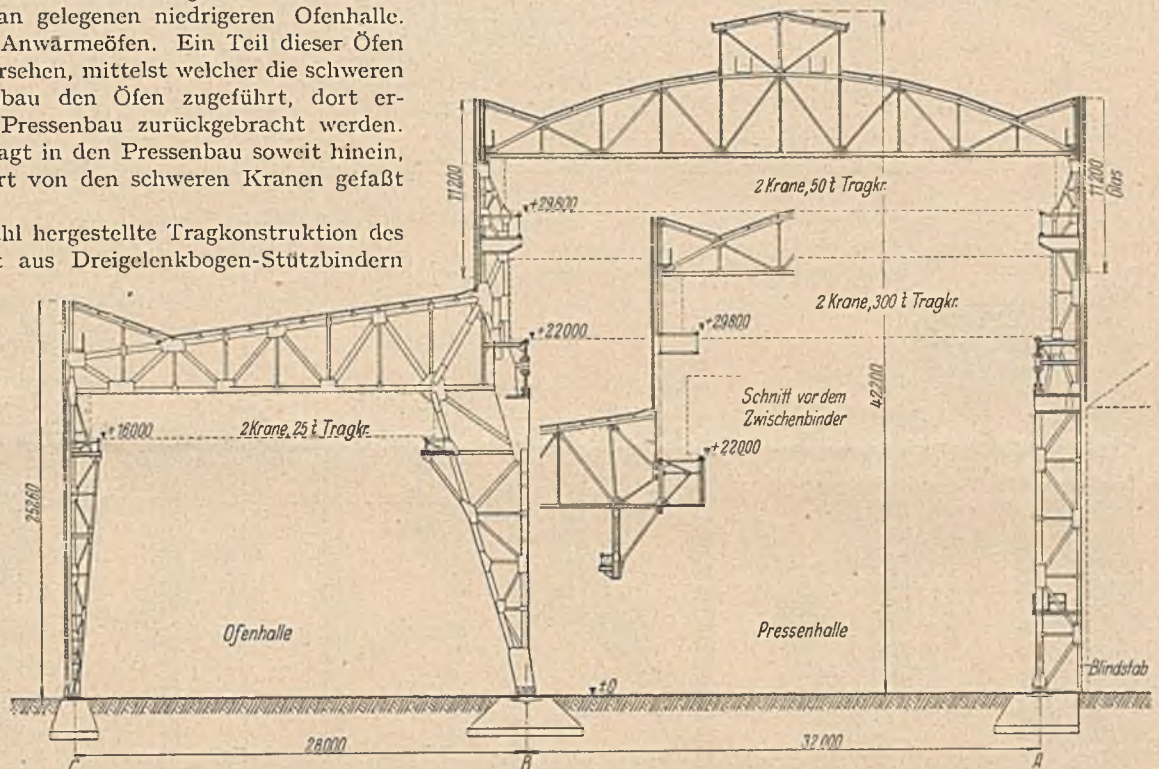 an gelegenen niedrigeren Ofenhalle.
Anwärmeöfen. Ein Teil dieser Öfen
rsehen, mittelst welcher die schweren
bau den Öfen zugeführt, dort er-
Pressenbau zurückgebracht werden.
agt in den Pressenbau soweit hinein,
rt von den schweren Kranen gefaßt
hl hergestellte Tragkonstruktion des
t aus Dreigelenkbogen-Stützbindern
11200
2 Krane, 50 t Tragkr.
11200
Glas
+29800
2 Krane, 300 t Tragkr.
+29800
+22000
42200
Schnitt vor dem
Zwischenbinder
+22000
+16000
2 Krane, 25 t Tragkr.
25260
Ofenhalle
Pressenhalle
Blindstab
±0
28000
32000
C
B
A